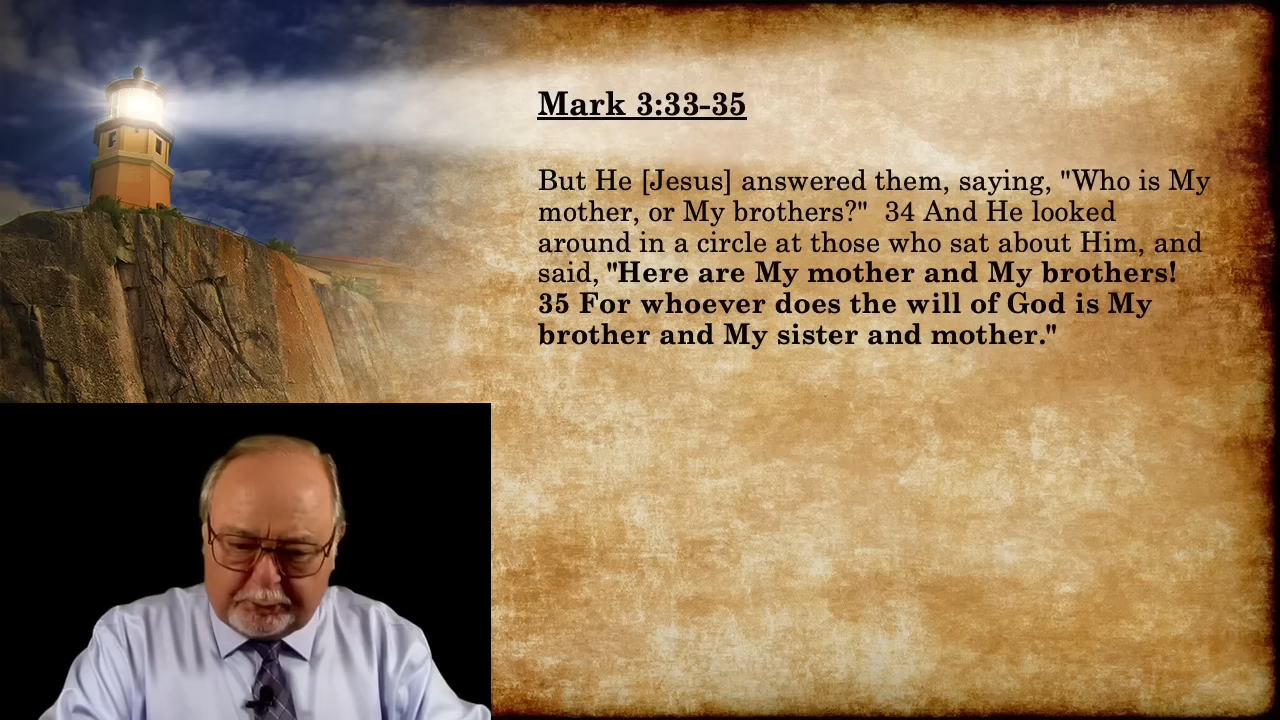 Mark 3:33-35
But He [Jesus] answered them, saying, "Who is My
mother, or My brothers?"  34 And He looked
around in a circle at those who sat about Him, and
said, "Here are My mother and My brothers!
35 For whoever does the will of God is My
brother and My sister and mother."